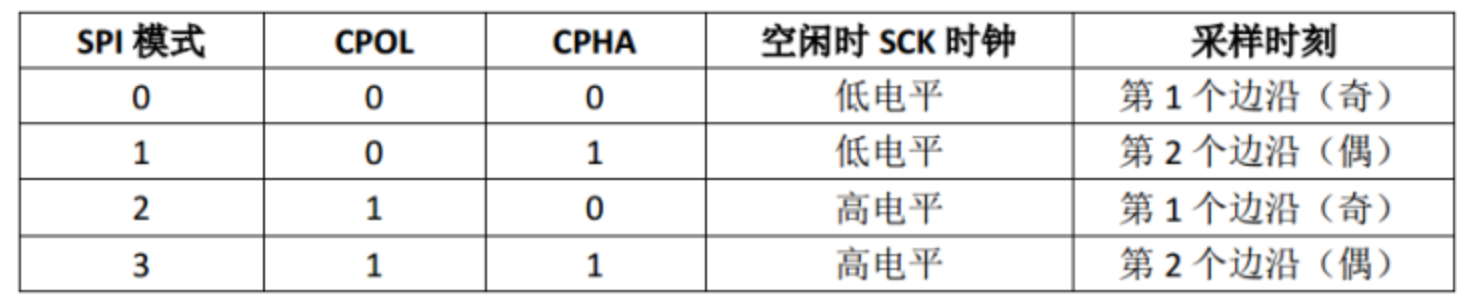 SPI 模式 CPOL CPHA 空闲时 SCK 时钟 采样时刻
0 0 0 低电平 第 1 个边沿（奇）
1 0 1 低电平 第 2 个边沿（偶）
2 1 0 高电平 第 1 个边沿（奇）
3 1 1 高电平 第 2 个边沿（偶）